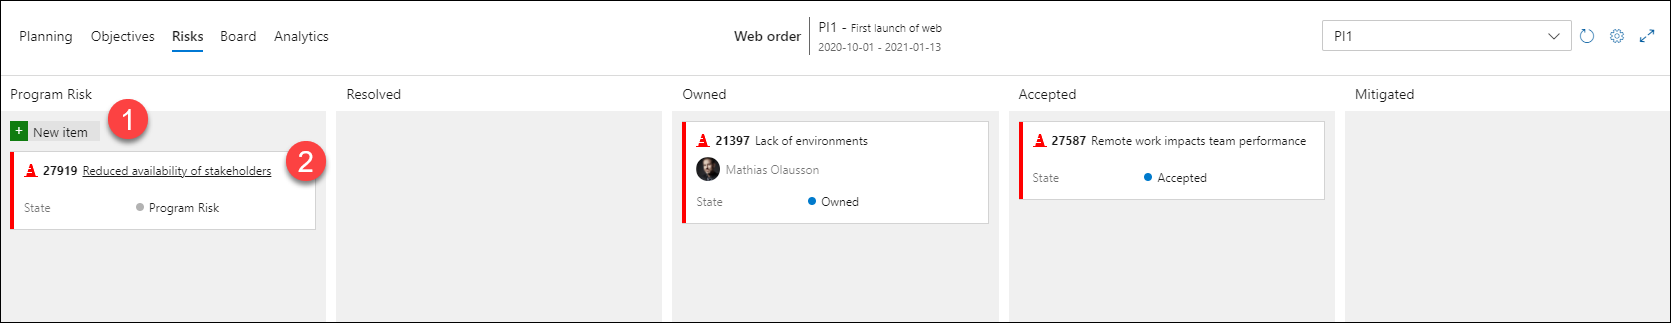 Planning Objectives Risks Board Analytics
Web order
PI1 - First launch of web
2020-10-01 - 2021-01-13
PI1
Program Risk
+ New item
1
27919 Reduced availability of stakeholders
2
State Program Risk
Resolved
Owned
21397 Lack of environments
Mathias Olausson
State Owned
Accepted
27587 Remote work impacts team performance
State Accepted
Mitigated